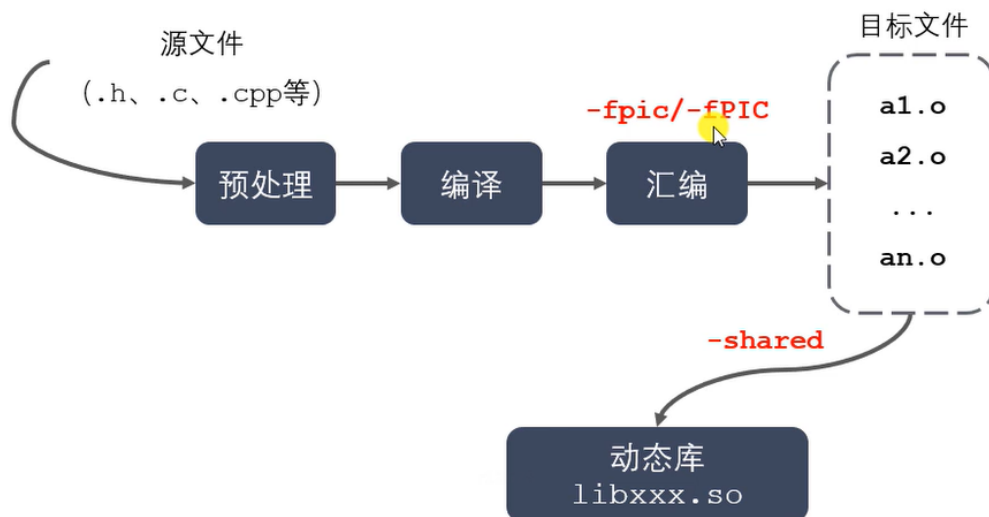 源文件
(.h、.c、.cpp等)
目标文件
-fpic/-fPIC
预处理
编译
汇编
a1.o
a2.o
...
an.o
-shared
动态库
libxxx.so